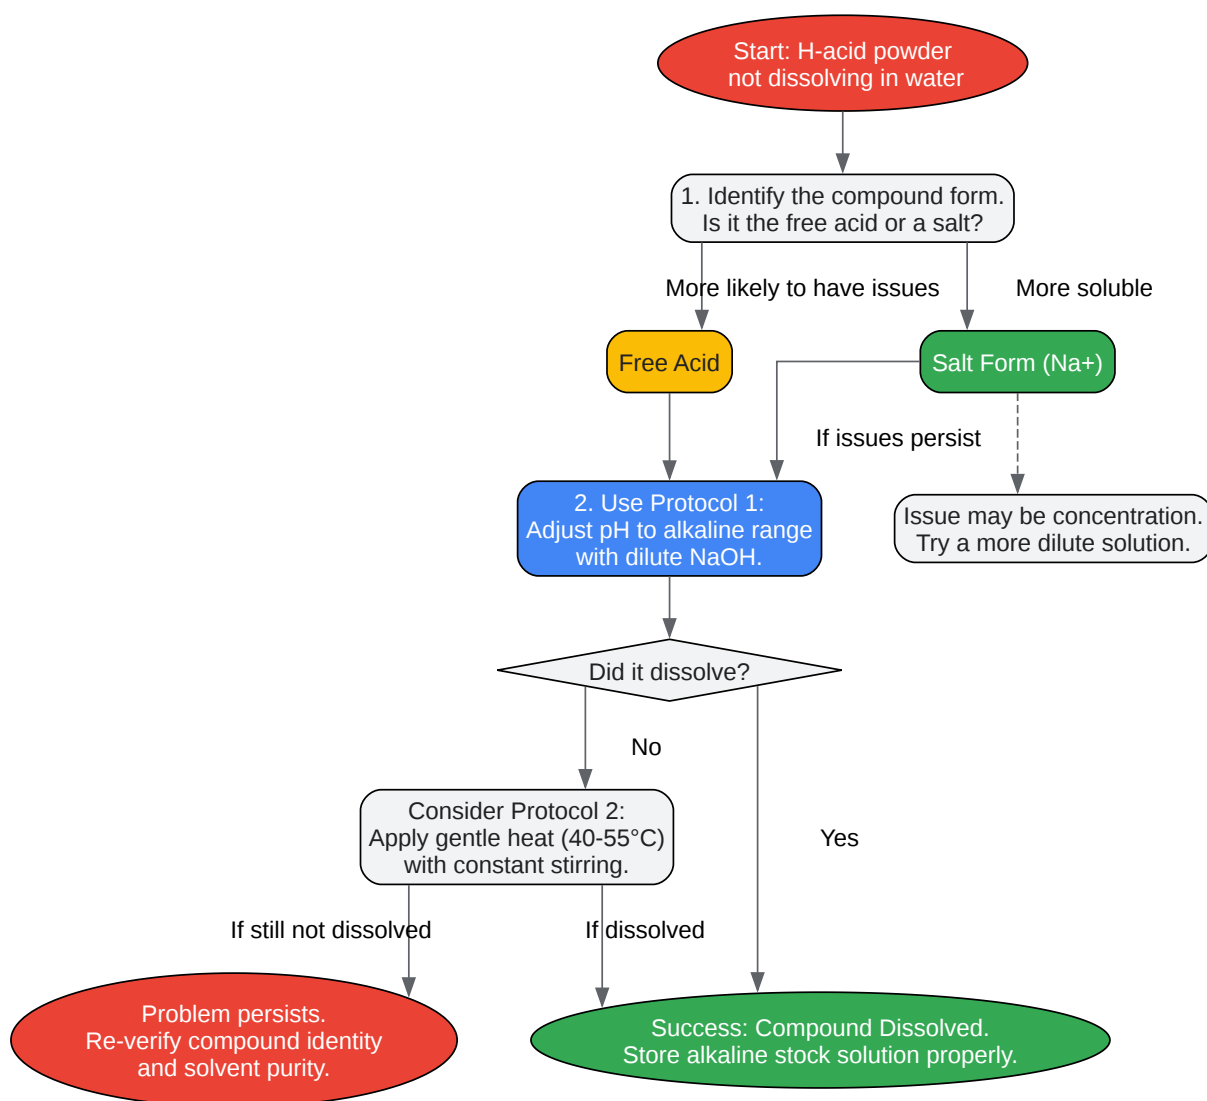 Start: H-acid powder
not dissolving in water
1. Identify the compound form.
Is it the free acid or a salt?
More likely to have issues
More soluble
Free Acid
Salt Form (Na+)
If issues persist
2. Use Protocol 1:
Adjust pH to alkaline range
with dilute NaOH.
Issue may be concentration.
Try a more dilute solution.
Did it dissolve?
No
Consider Protocol 2:
Apply gentle heat (40-55°C)
with constant stirring.
Yes
If still not dissolved
If dissolved
Problem persists.
Re-verify compound identity
and solvent purity.
Success: Compound Dissolved.
Store alkaline stock solution properly.